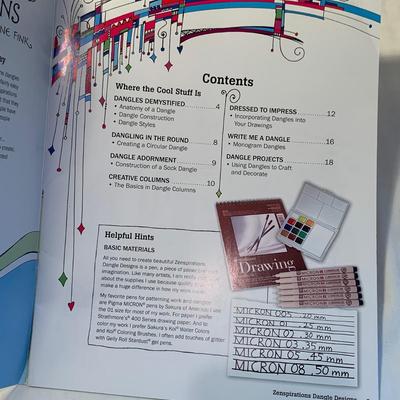 NS
NE FINK
Contents
Where the Cool Stuff Is
DANGLES DEMYSTIFIED 4
• Anatomy of a Dangle
• Dangle Construction
• Dangle Styles
DANGLING IN THE ROUND 8
• Creating a Circular Dangle
DANGLE ADORNMENT 9
• Construction of a Sock Dangle
CREATIVE COLUMNS 10
• The Basics in Dangle Columns
DRESSED TO IMPRESS 12
• Incorporating Dangles into
Your Drawings
WRITE ME A DANGLE 16
• Monogram Dangles
DANGLE PROJECTS 18
• Using Dangles to Craft
and Decorate
Helpful Hints
BASIC MATERIALS
All you need to create beautiful Zenspirations
Dangle Designs is a pen, a piece of paper
imagination. Like many artists, I am really
about the supplies I use because quality
make a huge difference in how my work
My favorite pens for patterning work and
are Pigma MICRON® pens by Sakura of America. I use
the 01 size for most of my work. For paper I prefer
Strathmore's® 400 Series drawing paper. And to
color my work I prefer Sakura's Koi® Water Colors
and Koi® Coloring Brushes. I often add touches of glitter
with Gelly Roll Stardust® gel pens.
Drawing
MICRON 005 .20 mm
MICRON 01 .25 mm
MICRON 02 .30 mm
MICRON 03 .35 mm
MICRON 05 .45 mm
MICRON 08 .50 mm
Zenspirations Dangle Designs